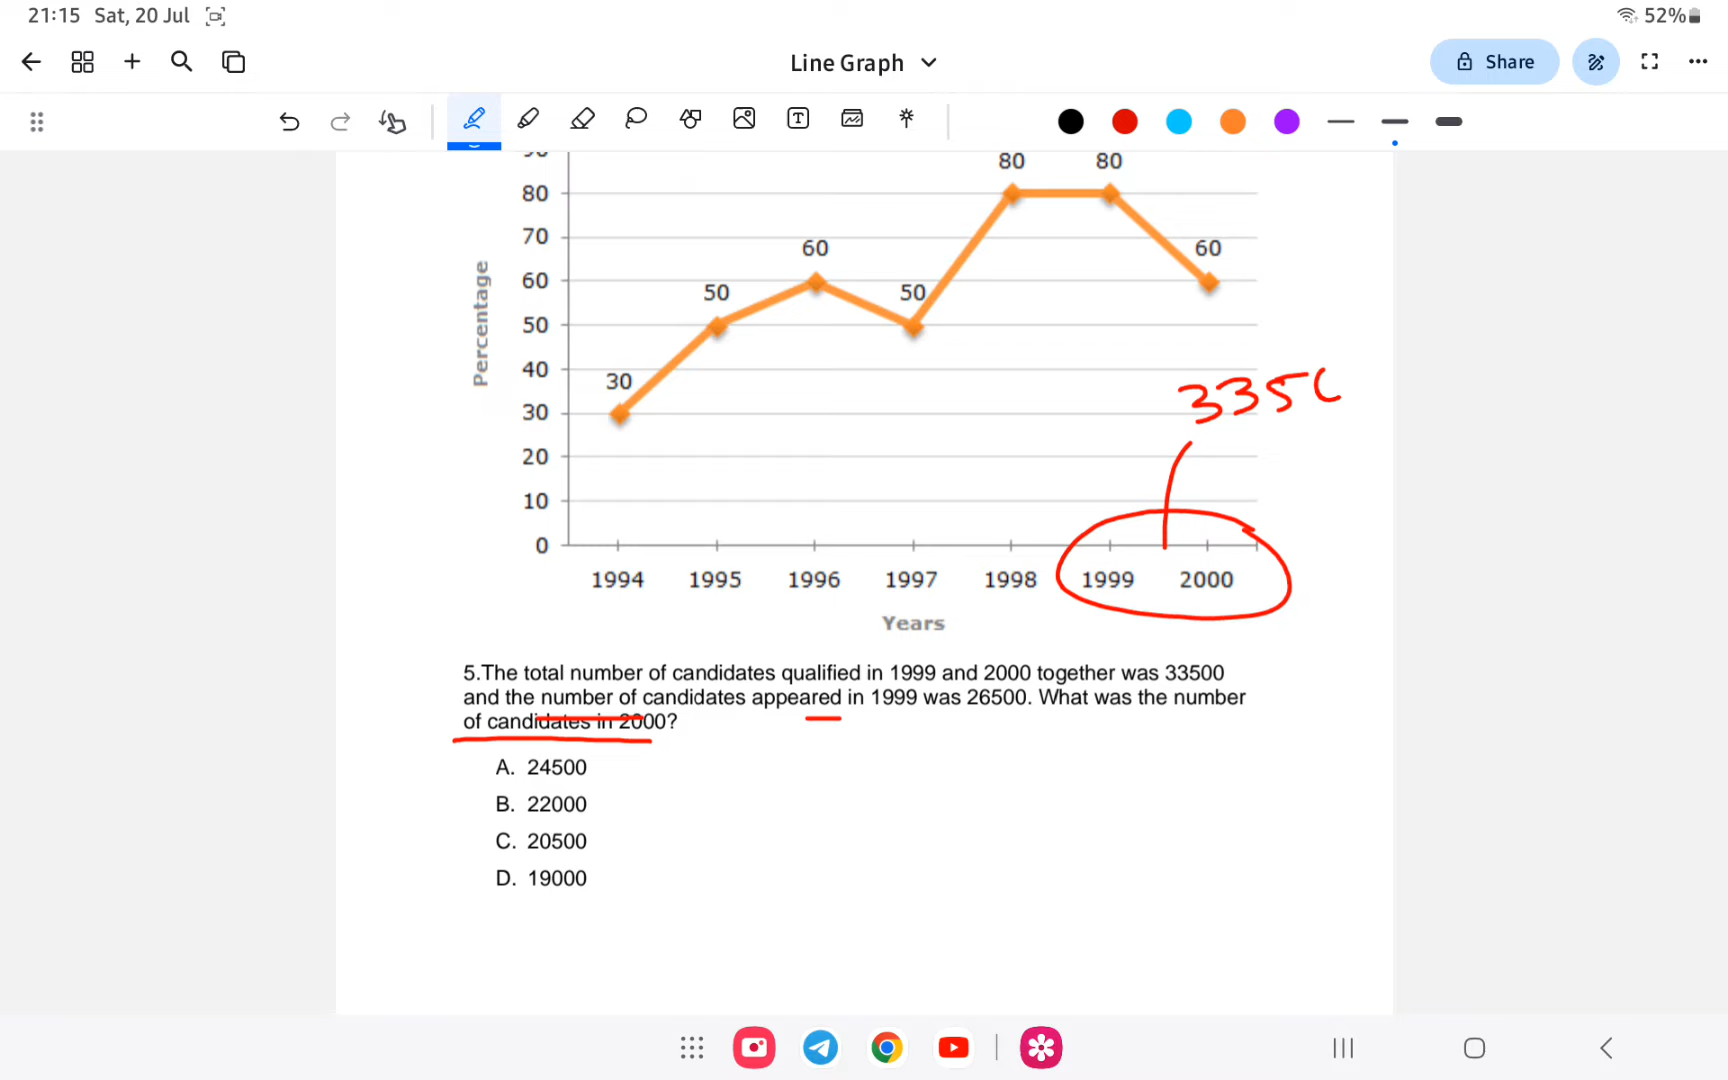 21:15 Sat, 20 Jul
52%
Line Graph
Share
80 80
80
70
60
60
60
50
50
50
40
30
30
20
10
0
Percentage
1994 1995 1996 1997 1998 1999 2000
Years
5.The total number of candidates qualified in 1999 and 2000 together was 33500
and the number of candidates appeared in 1999 was 26500. What was the number
of candidates in 2000?
A. 24500
B. 22000
C. 20500
D. 19000